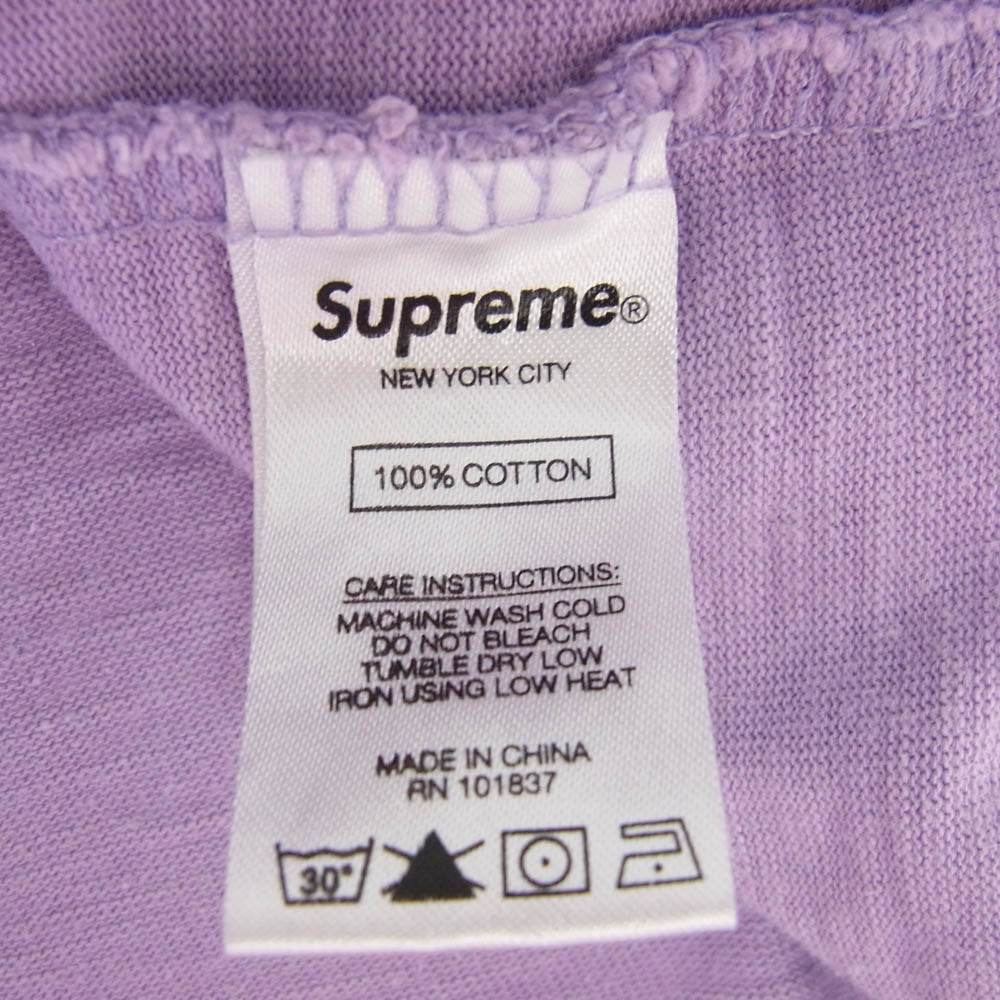 Supreme®
NEW YORK CITY
100% COTTON
CARE INSTRUCTIONS:
MACHINE WASH COLD
DO NOT BLEACH
TUMBLE DRY LOW
IRON USING LOW HEAT
MADE IN CHINA
RN 101837
30°